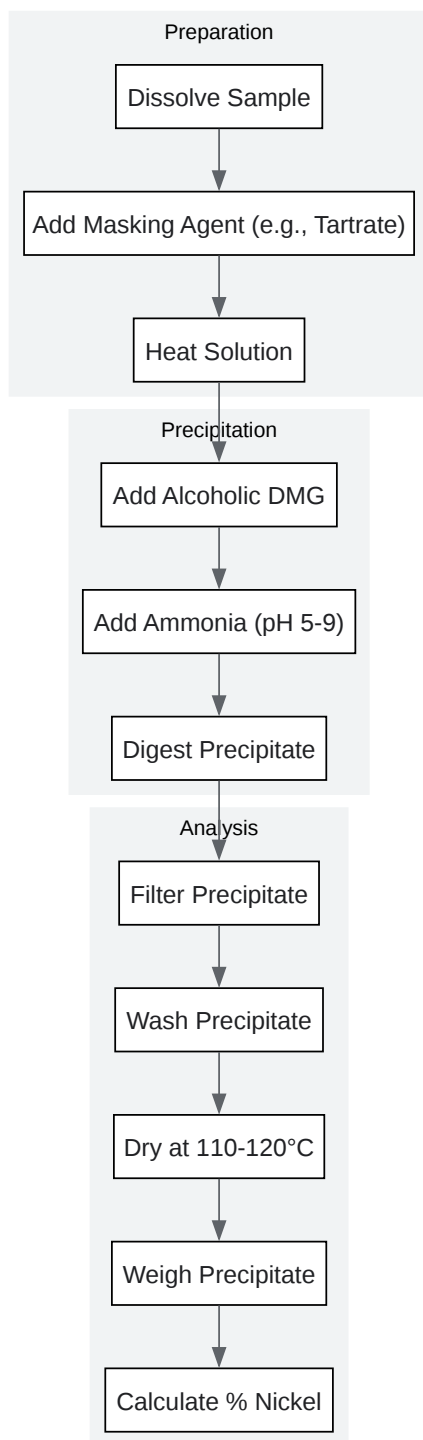 Preparation
Dissolve Sample
Add Masking Agent (e.g., Tartrate)
Heat Solution
Precipitation
Add Alcoholic DMG
Add Ammonia (pH 5-9)
Digest Precipitate
Analysis
Filter Precipitate
Wash Precipitate
Dry at 110-120°C
Weigh Precipitate
Calculate % Nickel